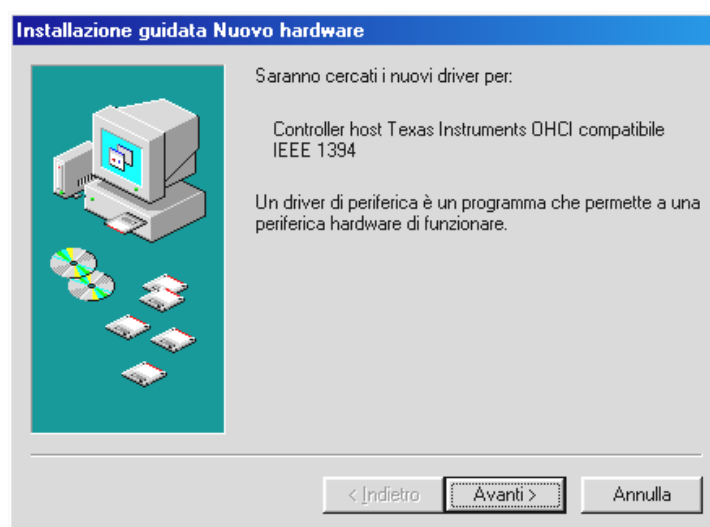 Installazione guidata Nuovo hardware
Saranno cercati i nuovi driver per:
Controller host Texas Instruments OHCI compatibile
IEEE 1394
Un driver di periferica è un programma che permette a una
periferica hardware di funzionare.
< Indietro
Avanti >
Annulla